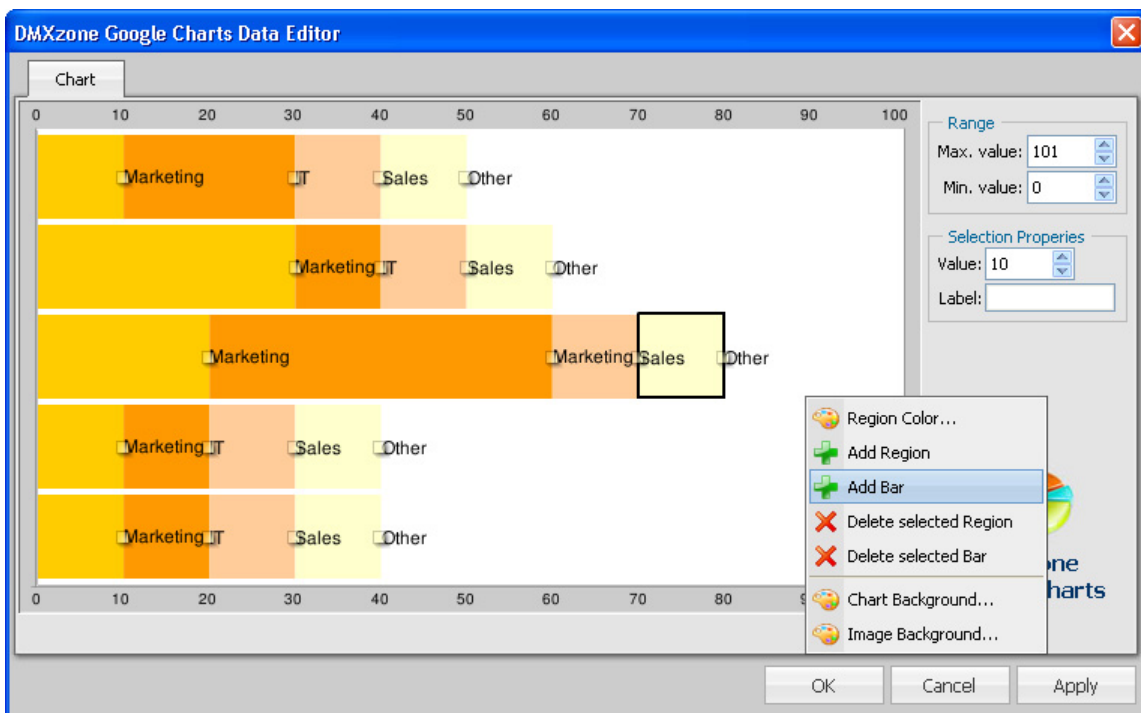 DMXzone Google Charts Data Editor
Chart
0 10 20 30 40 50 60 70 80 90 100
Marketing IT Sales Other
Marketing IT Sales Other
Marketing Marketing Sales Other
Marketing IT Sales Other
Marketing IT Sales Other
0 10 20 30 40 50 60 70 80
Range
Max. value: 101
Min. value: 0
Selection Properies
Value: 10
Label:
Region Color...
Add Region
Add Bar
Delete selected Region
Delete selected Bar
Chart Background...
Image Background...
one
harts
OK Cancel Apply